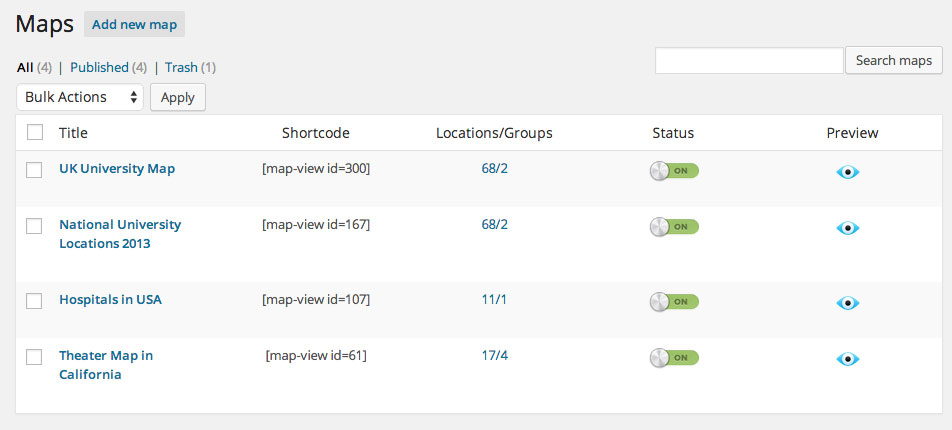 Maps Add new map
All (4) | Published (4) | Trash (1)
Search maps
Bulk Actions Apply
Title Shortcode Locations/Groups Status Preview
UK University Map [map-view id=300] 68/2 ON
National University [map-view id=167] 68/2 ON
Locations 2013
Hospitals in USA [map-view id=107] 11/1 ON
Theater Map in [map-view id=61] 17/4 ON
California